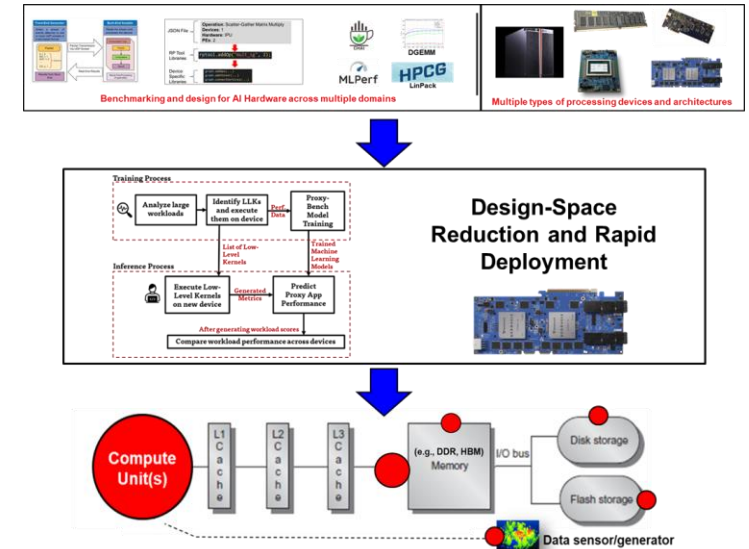 JSON File
Operation: Scatter-Gather Matrix Multiply
Devices: 1
Hardware: IPU
PEs: 2
RP Tool
Libraries
Device
Specific
Libraries
DGEMM
MLPerf
HPCG
LinPack
Benchmarking and design for AI Hardware across multiple domains
Multiple types of processing devices and architectures
Training Process
Analyze large
workloads
Identify LLKs
and execute
them on device
Perf.
Data
Proxy-
Bench
Model
Training
List of Low-
Level
Kernels
Trained
Machine
Learning
Models
Inference Process
Execute Low-
Level Kernels
on new device
Generated
Metrics
Predict
Proxy App
Performance
After generating workload scores
Compare workload performance across devices
Design-Space
Reduction and Rapid
Deployment
Compute
Unit(s)
L1
Cache
L2
Cache
L3
Cache
(e.g., DDR, HBM)
Memory
I/O bus
Disk storage
Flash storage
Data sensor/generator